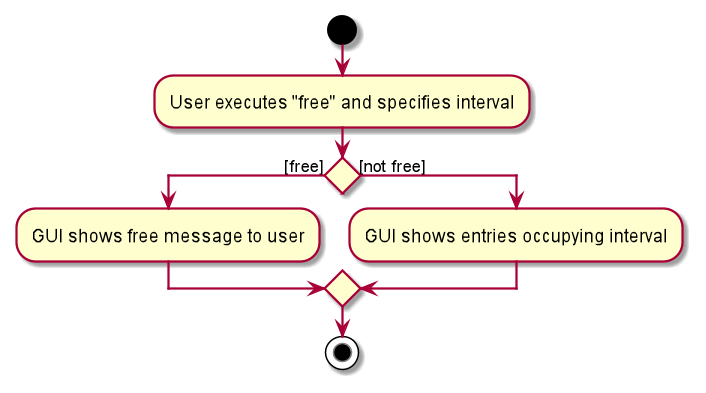 User executes "free" and specifies interval
[free]
[not free]
GUI shows free message to user
GUI shows entries occupying interval